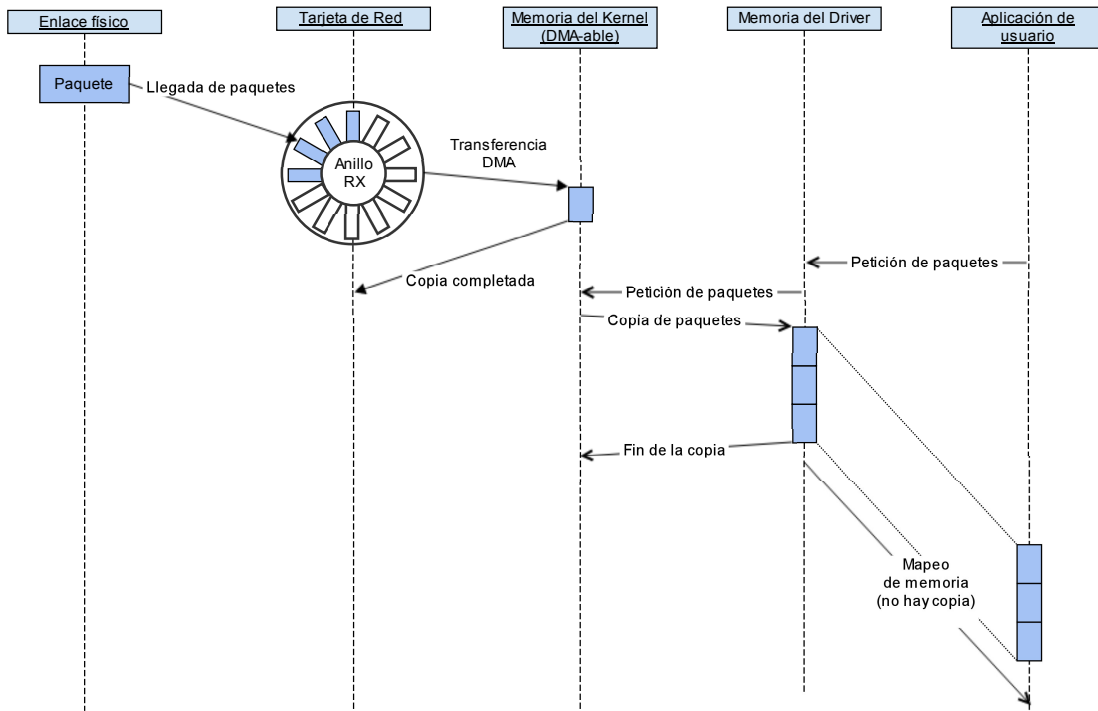 Enlace físico
Tarjeta de Red
Memoria del Kernel
(DMA-able)
Memoria del Driver
Aplicación de
usuario
Paquete
Llegada de paquetes
Anillo
RX
Transferencia
DMA
Copia completada
Petición de paquetes
Petición de paquetes
Copia de paquetes
Fin de la copia
Mapeo
de memoria
(no hay copia)